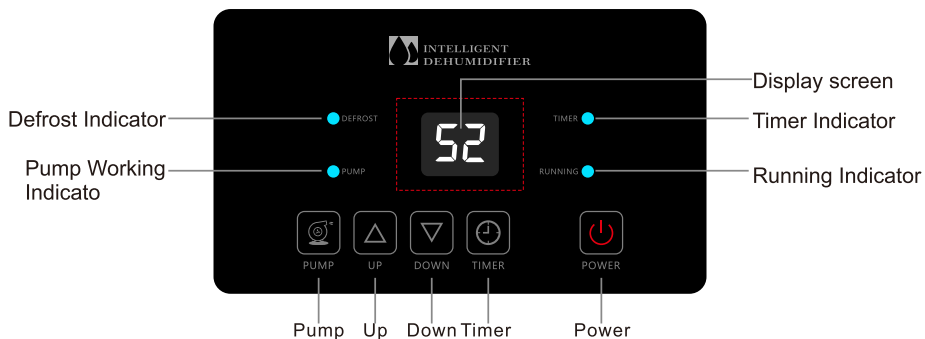 INTELLIGENT
DEHUMIDIFIER
Display screen
Defrost Indicator
DEFROST
TIMER
Timer Indicator
52
Pump Working
Indicato
PUMP
RUNNING
Running Indicator
PUMP
UP
DOWN
TIMER
POWER
Pump
Up
Down
Timer
Power